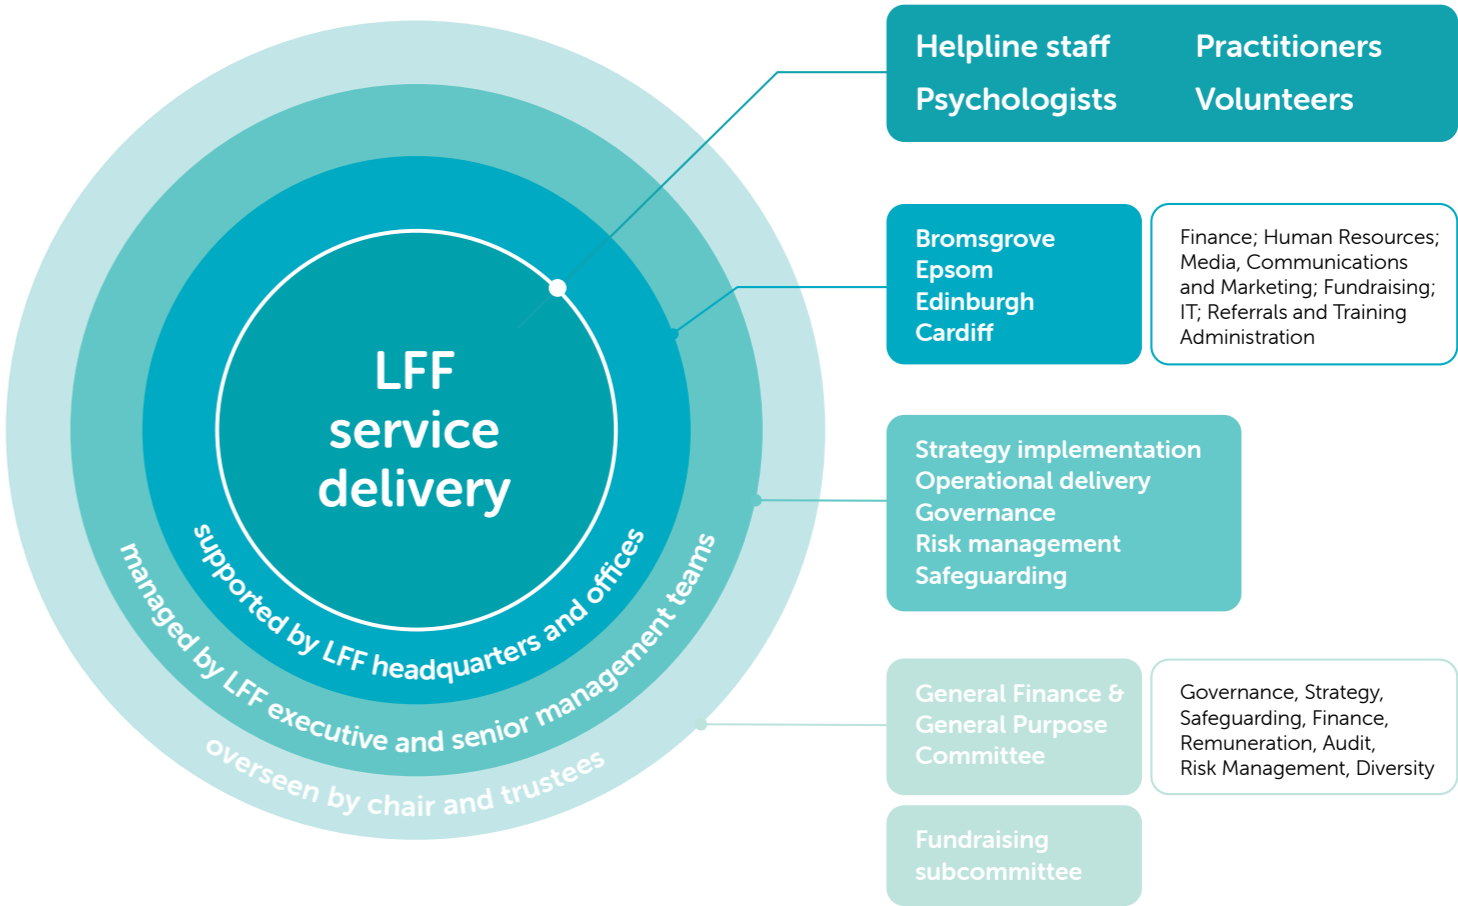 LFF
service
delivery
supported by LFF headquarters and offices
managed by LFF executive and senior management teams
overseen by chair and trustees
Helpline staff
Practitioners
Psychologists
Volunteers
Bromsgrove
Epsom
Edinburgh
Cardiff
Finance; Human Resources;
Media, Communications
and Marketing; Fundraising;
IT; Referrals and Training
Administration
Strategy implementation
Operational delivery
Governance
Risk management
Safeguarding
General Finance &
General Purpose
Committee
Governance, Strategy,
Safeguarding, Finance,
Remuneration, Audit,
Risk Management, Diversity
Fundraising
subcommittee